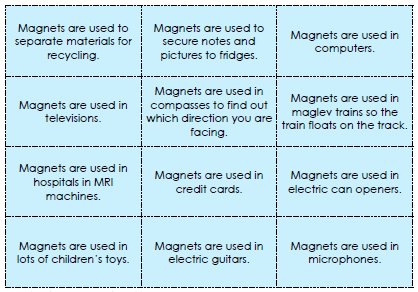 Magnets are used to
separate materials for
recycling.
Magnets are used to
secure notes and
pictures to fridges.
Magnets are used in
computers.
Magnets are used in
televisions.
Magnets are used in
compasses to find out
which direction you are
facing.
Magnets are used in
maglev trains so the
train floats on the track.
Magnets are used in
hospitals in MRI
machines.
Magnets are used in
credit cards.
Magnets are used in
electric can openers.
Magnets are used in
lots of children's toys.
Magnets are used in
electric guitars.
Magnets are used in
microphones.